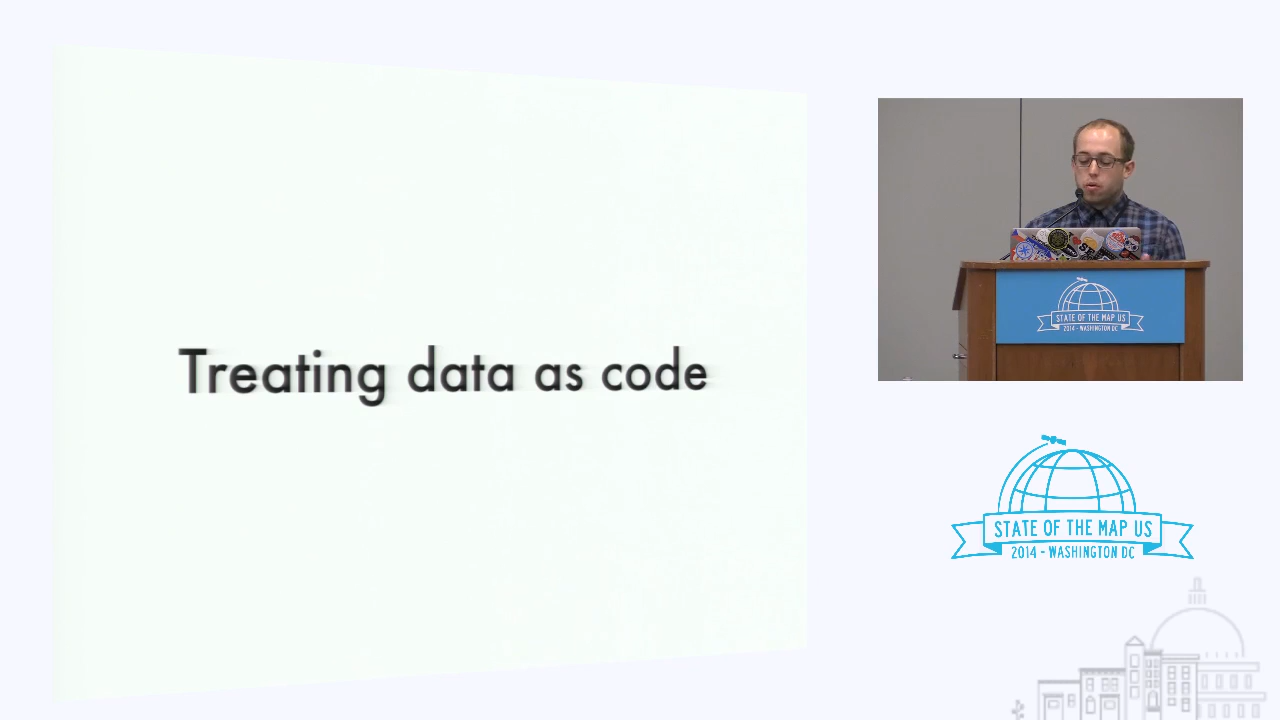 Treating data as code
STATE OF THE MAP US
2014 - WASHINGTON DC
STATE OF THE MAP US
2014 - WASHINGTON DC